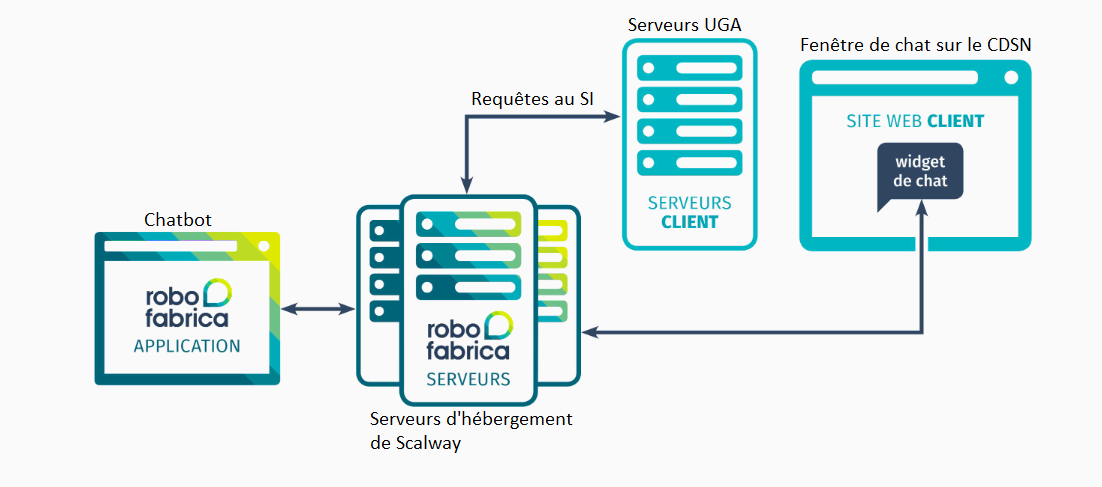 Serveurs UGA
Fenêtre de chat sur le CDSN
Requêtes au SI
SITE WEB CLIENT
widget
de chat
SERVEURS
CLIENT
Chatbot
robo
fabrica
APPLICATION
robo
fabrica
SERVEURS
Serveurs d'hébergement
de Scalway